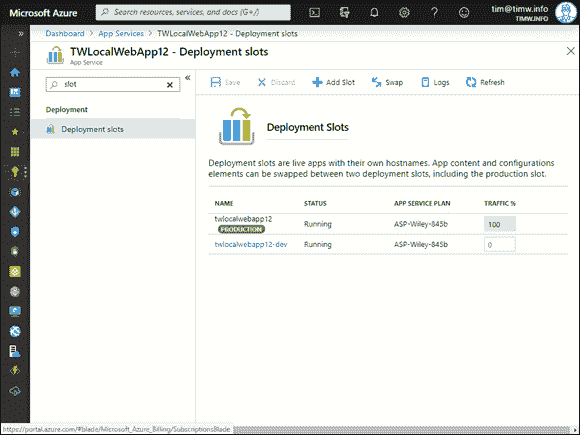 Microsoft Azure
Search resources, services, and docs (G+/)
tim@timw.info
TIMW.INFO
Dashboard > App Services > TWLocalWebApp12 - Deployment slots
TWLocalWebApp12 - Deployment slots
App Service
slot
Save
Discard
Add Slot
Swap
Logs
Refresh
Deployment
Deployment slots
Deployment Slots
Deployment slots are live apps with their own hostnames. App content and configurations
elements can be swapped between two deployment slots, including the production slot.
NAME STATUS APP SERVICE PLAN TRAFFIC %
twlocalwebapp12 Running ASP-Wiley-845b 100
PRODUCTION
twlocalwebapp12-dev Running ASP-Wiley-845b 0
https://portal.azure.com/#blade/Microsoft_Azure_Billing/SubscriptionsBlade